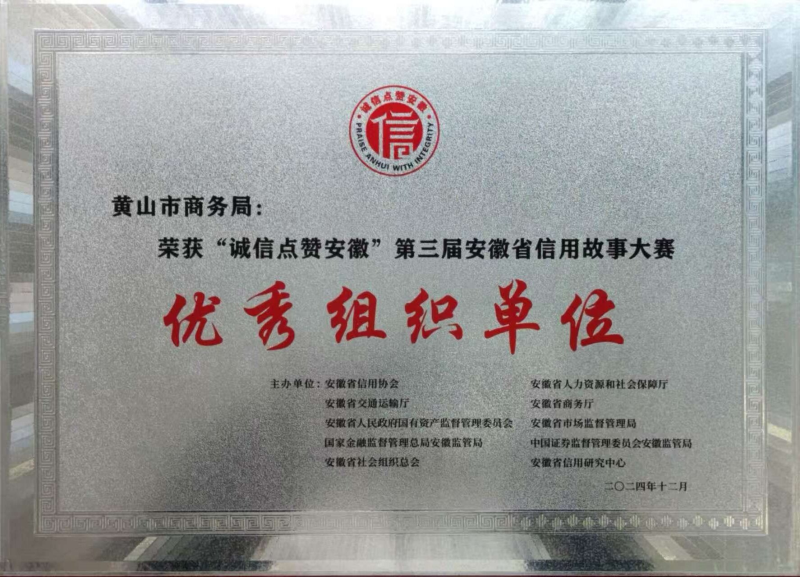 ·诚信点赞安徽·
信
PRAISE ANHUI WITH INTEGRITY
黄山市商务局：
荣获“诚信点赞安徽”第三届安徽省信用故事大赛
优秀组织单位
主办单位：安徽省信用协会 安徽省人力资源和社会保障厅
安徽省交通运输厅 安徽省商务厅
安徽省人民政府国有资产监督管理委员会 安徽省市场监督管理局
国家金融监督管理总局安徽监管局 中国证券监督管理委员会安徽监管局
安徽省社会组织总会 安徽省信用研究中心
二〇二四年十二月